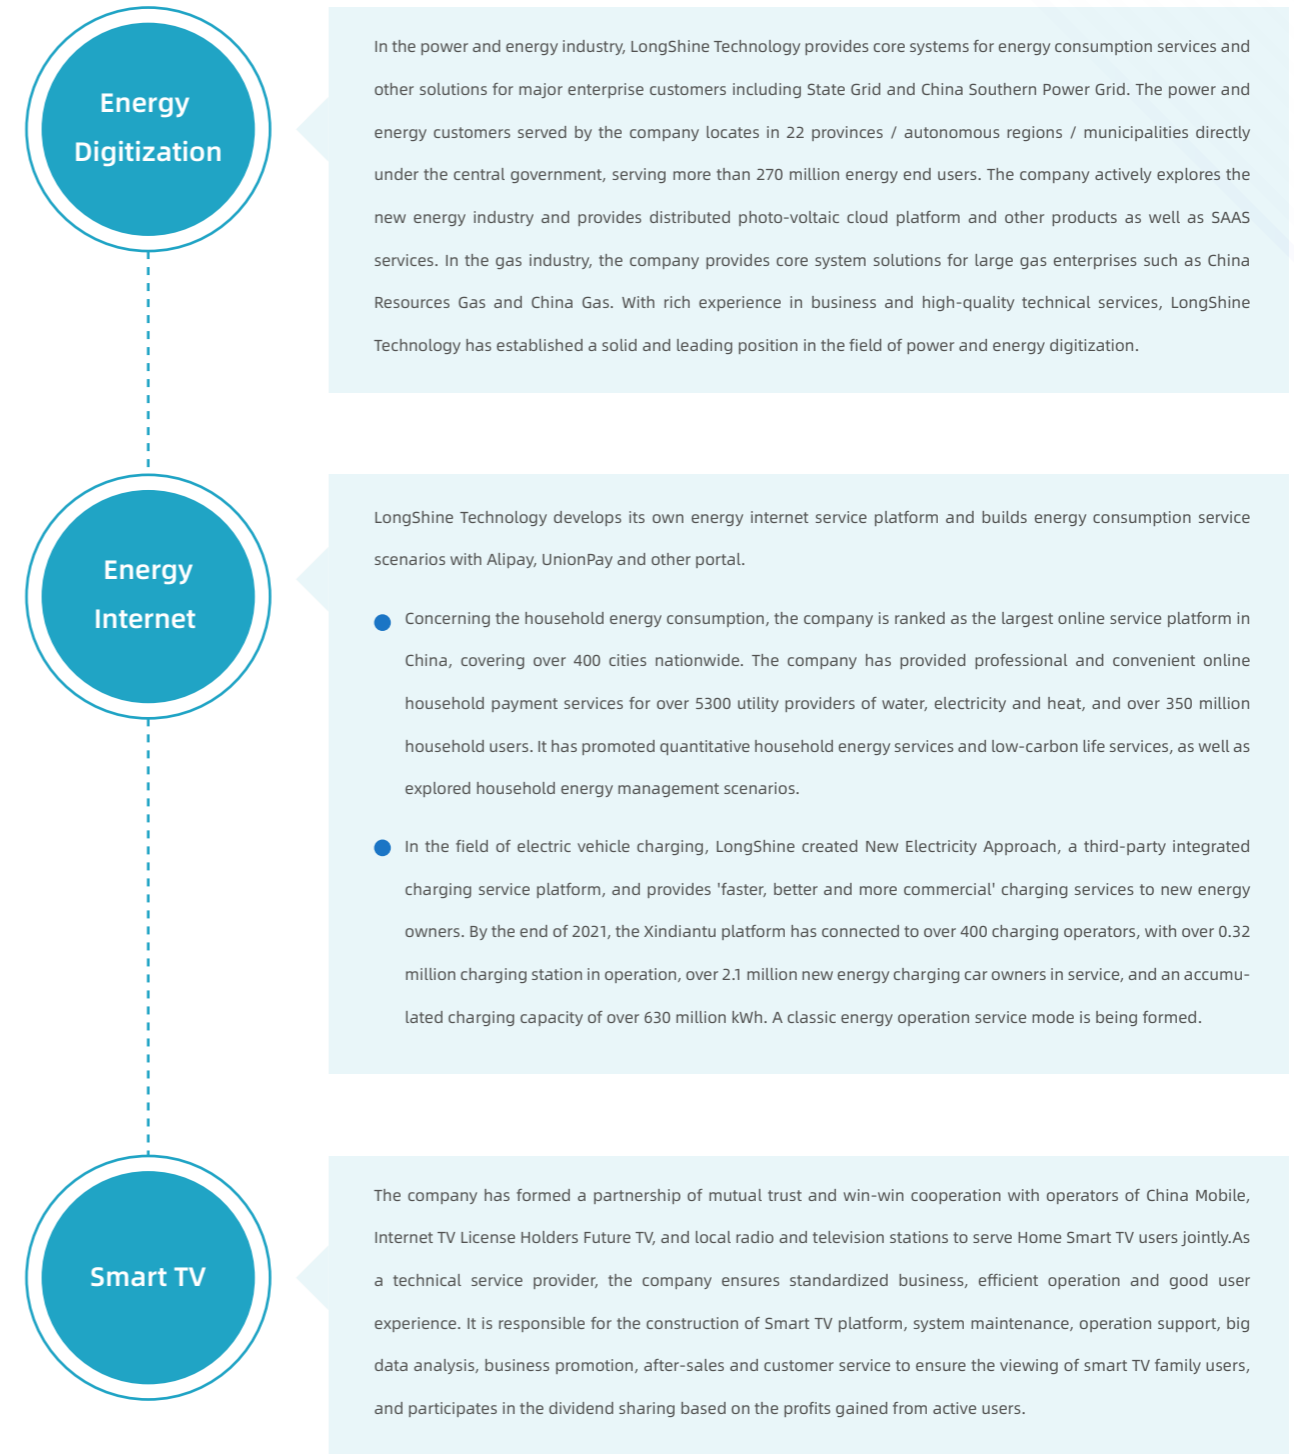 Energy
Digitization
In the power and energy industry, LongShine Technology provides core systems for energy consumption services and
other solutions for major enterprise customers including State Grid and China Southern Power Grid. The power and
energy customers served by the company locates in 22 provinces / autonomous regions / municipalities directly
under the central government, serving more than 270 million energy end users. The company actively explores the
new energy industry and provides distributed photo-voltaic cloud platform and other products as well as SAAS
services. In the gas industry, the company provides core system solutions for large gas enterprises such as China
Resources Gas and China Gas. With rich experience in business and high-quality technical services, LongShine
Technology has established a solid and leading position in the field of power and energy digitization.
Energy
Internet
LongShine Technology develops its own energy internet service platform and builds energy consumption service
scenarios with Alipay, UnionPay and other portal.
Concerning the household energy consumption, the company is ranked as the largest online service platform in
China, covering over 400 cities nationwide. The company has provided professional and convenient online
household payment services for over 5300 utility providers of water, electricity and heat, and over 350 million
household users. It has promoted quantitative household energy services and low-carbon life services, as well as
explored household energy management scenarios.
In the field of electric vehicle charging, LongShine created New Electricity Approach, a third-party integrated
charging service platform, and provides 'faster, better and more commercial' charging services to new energy
owners. By the end of 2021, the Xindiantu platform has connected to over 400 charging operators, with over 0.32
million charging station in operation, over 2.1 million new energy charging car owners in service, and an accumu-
lated charging capacity of over 630 million kWh. A classic energy operation service mode is being formed.
Smart TV
The company has formed a partnership of mutual trust and win-win cooperation with operators of China Mobile,
Internet TV License Holders Future TV, and local radio and television stations to serve Home Smart TV users jointly.As
a technical service provider, the company ensures standardized business, efficient operation and good user
experience. It is responsible for the construction of Smart TV platform, system maintenance, operation support, big
data analysis, business promotion, after-sales and customer service to ensure the viewing of smart TV family users,
and participates in the dividend sharing based on the profits gained from active users.